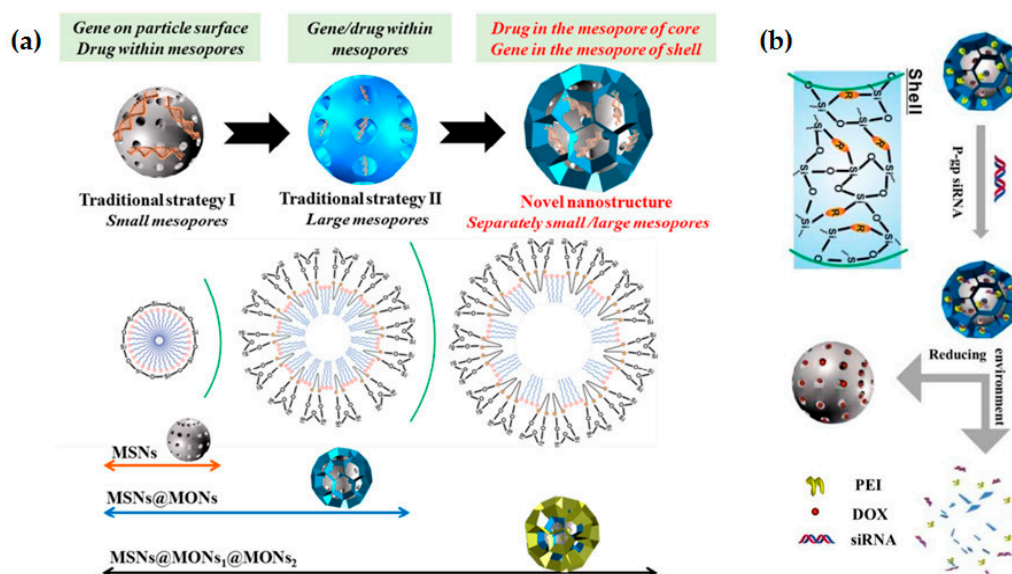 (a)
Gene on particle surface
Drug within mesopores
Gene/drug within
mesopores
Drug in the mesopore of core
Gene in the mesopore of shell
Traditional strategy I
Small mesopores
Traditional strategy II
Large mesopores
Novel nanostructure
Separately small/large mesopores
MSNs
MSNs@MONs
MSNs@MONs₁@MONs₂
(b)
Shell
P-gp siRNA
Reducing
environment
PEI
DOX
siRNA